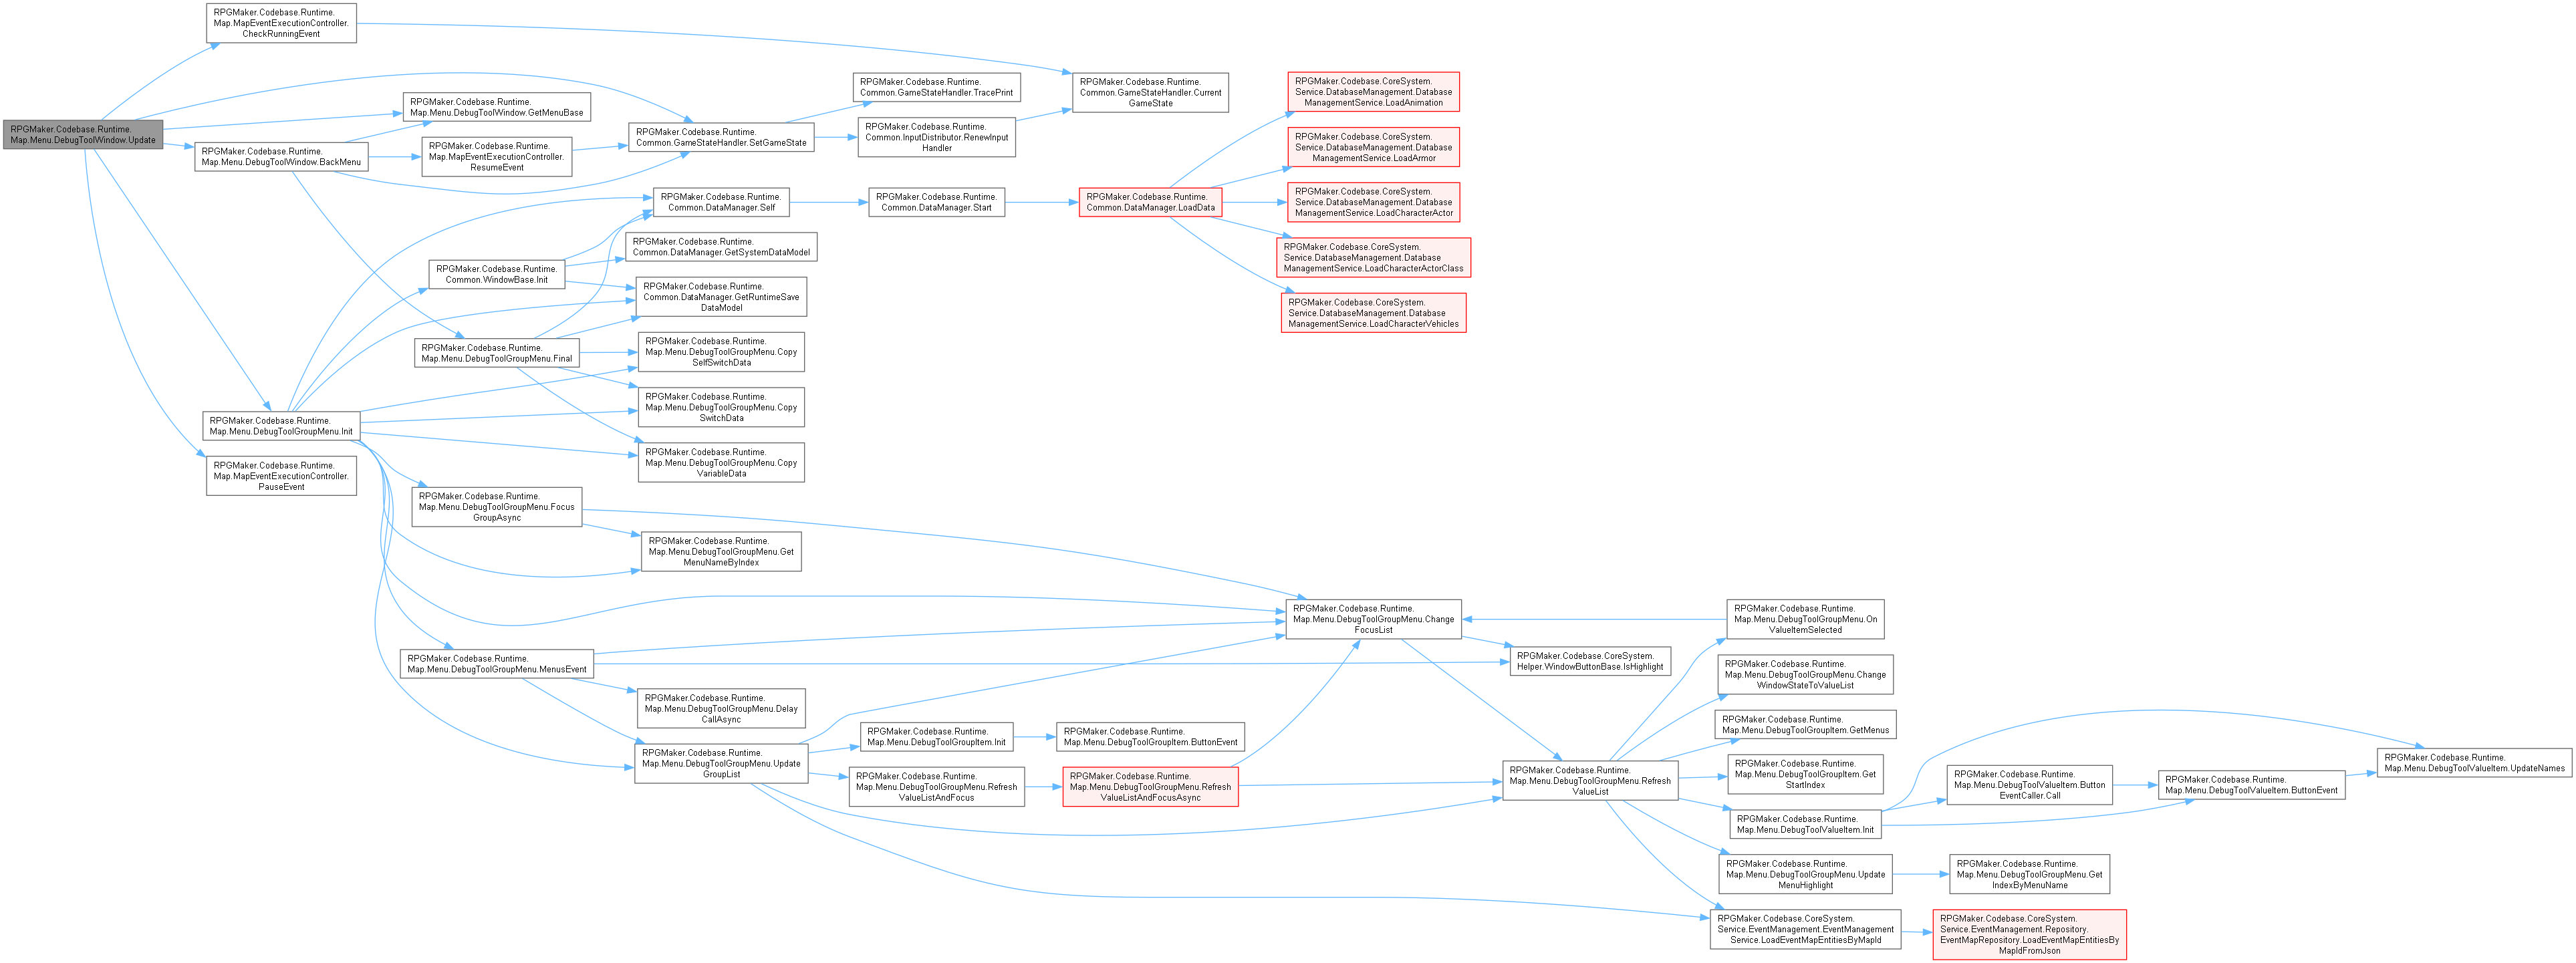 RPGMaker.Codebase.Runtime.
Map.Menu.DebugToolWindow.Update
RPGMaker.Codebase.Runtime.
Map.MapEventExecutionController.
CheckRunningEvent
RPGMaker.Codebase.Runtime.
Map.Menu.DebugToolWindow.GetMenuBase
RPGMaker.Codebase.Runtime.
Map.Menu.DebugToolWindow.BackMenu
RPGMaker.Codebase.Runtime.
Map.MapEventExecutionController.
ResumeEvent
RPGMaker.Codebase.Runtime.
Common.GameStateHandler.SetGameState
RPGMaker.Codebase.Runtime.
Common.GameStateHandler.TracePrint
RPGMaker.Codebase.Runtime.
Common.InputDistributor.RenewInput
Handler
RPGMaker.Codebase.Runtime.
Common.GameStateHandler.Current
GameState
RPGMaker.Codebase.Runtime.
Common.DataManager.Self
RPGMaker.Codebase.Runtime.
Common.DataManager.Start
RPGMaker.Codebase.Runtime.
Common.DataManager.LoadData
RPGMaker.Codebase.CoreSystem.
Service.DatabaseManagement.Database
ManagementService.LoadAnimation
RPGMaker.Codebase.CoreSystem.
Service.DatabaseManagement.Database
ManagementService.LoadArmor
RPGMaker.Codebase.CoreSystem.
Service.DatabaseManagement.Database
ManagementService.LoadCharacterActor
RPGMaker.Codebase.CoreSystem.
Service.DatabaseManagement.Database
ManagementService.LoadCharacterActorClass
RPGMaker.Codebase.CoreSystem.
Service.DatabaseManagement.Database
ManagementService.LoadCharacterVehicles
RPGMaker.Codebase.Runtime.
Common.WindowBase.Init
RPGMaker.Codebase.Runtime.
Common.DataManager.GetSystemDataModel
RPGMaker.Codebase.Runtime.
Common.DataManager.GetRuntimeSave
DataModel
RPGMaker.Codebase.Runtime.
Map.Menu.DebugToolGroupMenu.Final
RPGMaker.Codebase.Runtime.
Map.Menu.DebugToolGroupMenu.Copy
SelfSwitchData
RPGMaker.Codebase.Runtime.
Map.Menu.DebugToolGroupMenu.Copy
SwitchData
RPGMaker.Codebase.Runtime.
Map.Menu.DebugToolGroupMenu.Copy
VariableData
RPGMaker.Codebase.Runtime.
Map.Menu.DebugToolGroupMenu.Init
RPGMaker.Codebase.Runtime.
Map.MapEventExecutionController.
PauseEvent
RPGMaker.Codebase.Runtime.
Map.Menu.DebugToolGroupMenu.Focus
GroupAsync
RPGMaker.Codebase.Runtime.
Map.Menu.DebugToolGroupMenu.Get
MenuNameByIndex
RPGMaker.Codebase.Runtime.
Map.Menu.DebugToolGroupMenu.MenusEvent
RPGMaker.Codebase.Runtime.
Map.Menu.DebugToolGroupMenu.Delay
CallAsync
RPGMaker.Codebase.Runtime.
Map.Menu.DebugToolGroupMenu.Update
GroupList
RPGMaker.Codebase.Runtime.
Map.Menu.DebugToolGroupItem.Init
RPGMaker.Codebase.Runtime.
Map.Menu.DebugToolGroupItem.ButtonEvent
RPGMaker.Codebase.Runtime.
Map.Menu.DebugToolGroupMenu.Refresh
ValueListAndFocus
RPGMaker.Codebase.Runtime.
Map.Menu.DebugToolGroupMenu.Refresh
ValueListAndFocusAsync
RPGMaker.Codebase.Runtime.
Map.Menu.DebugToolGroupMenu.Change
FocusList
RPGMaker.Codebase.CoreSystem.
Helper.WindowButtonBase.IsHighlight
RPGMaker.Codebase.Runtime.
Map.Menu.DebugToolGroupMenu.Refresh
ValueList
RPGMaker.Codebase.Runtime.
Map.Menu.DebugToolGroupMenu.On
ValueItemSelected
RPGMaker.Codebase.Runtime.
Map.Menu.DebugToolGroupMenu.Change
WindowStateToValueList
RPGMaker.Codebase.Runtime.
Map.Menu.DebugToolGroupItem.GetMenus
RPGMaker.Codebase.Runtime.
Map.Menu.DebugToolGroupItem.Get
StartIndex
RPGMaker.Codebase.Runtime.
Map.Menu.DebugToolValueItem.Init
RPGMaker.Codebase.Runtime.
Map.Menu.DebugToolValueItem.Button
EventCaller.Call
RPGMaker.Codebase.Runtime.
Map.Menu.DebugToolValueItem.ButtonEvent
RPGMaker.Codebase.Runtime.
Map.Menu.DebugToolValueItem.UpdateNames
RPGMaker.Codebase.Runtime.
Map.Menu.DebugToolGroupMenu.Update
MenuHighlight
RPGMaker.Codebase.Runtime.
Map.Menu.DebugToolGroupMenu.Get
IndexByMenuName
RPGMaker.Codebase.CoreSystem.
Service.EventManagement.EventManagement
Service.LoadEventMapEntitiesByMapId
RPGMaker.Codebase.CoreSystem.
Service.EventManagement.Repository.
EventMapRepository.LoadEventMapEntitiesBy
MapIdFromJson